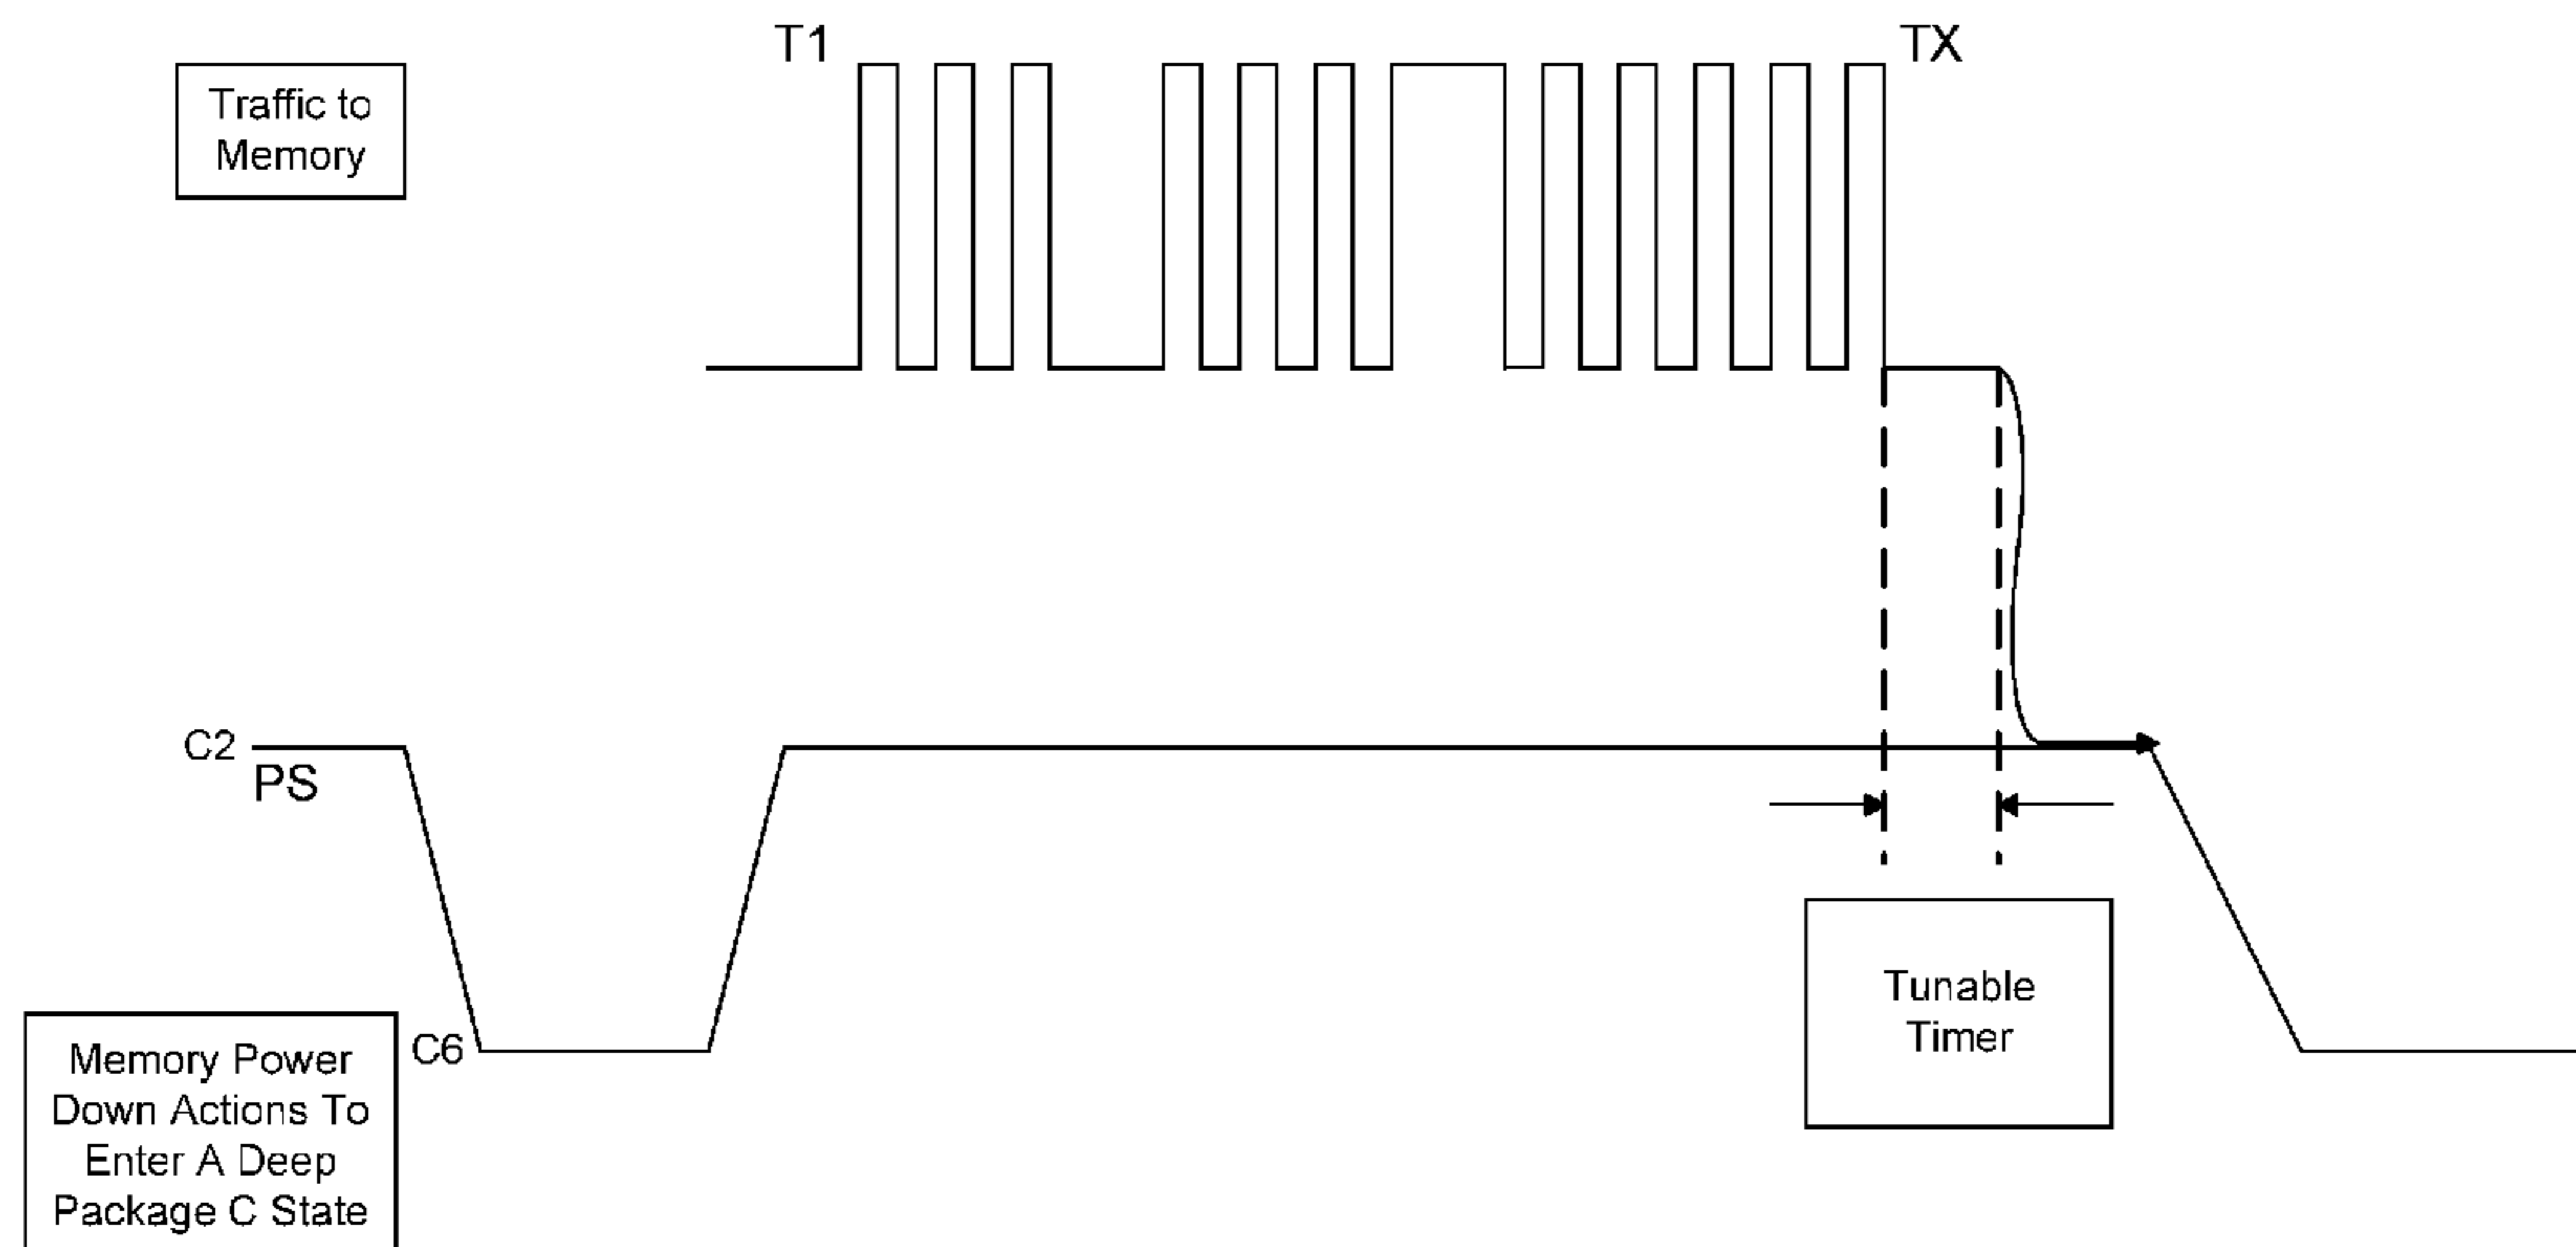 T1
TX
Traffic to
Memory
C2
PS
C6
Memory Power
Down Actions To
Enter A Deep
Package C State
Tunable
Timer